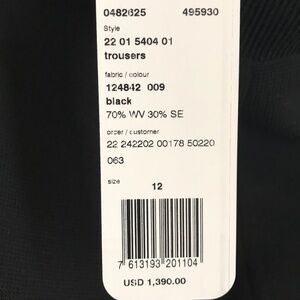 0482625 495930
Style
22 01 5404 01
trousers
fabric / colour
124842 009
black
70% WV 30% SE
order / customer
22 242202 00178 50220
063
size
12
7 613193 201104
USD 1,390.00